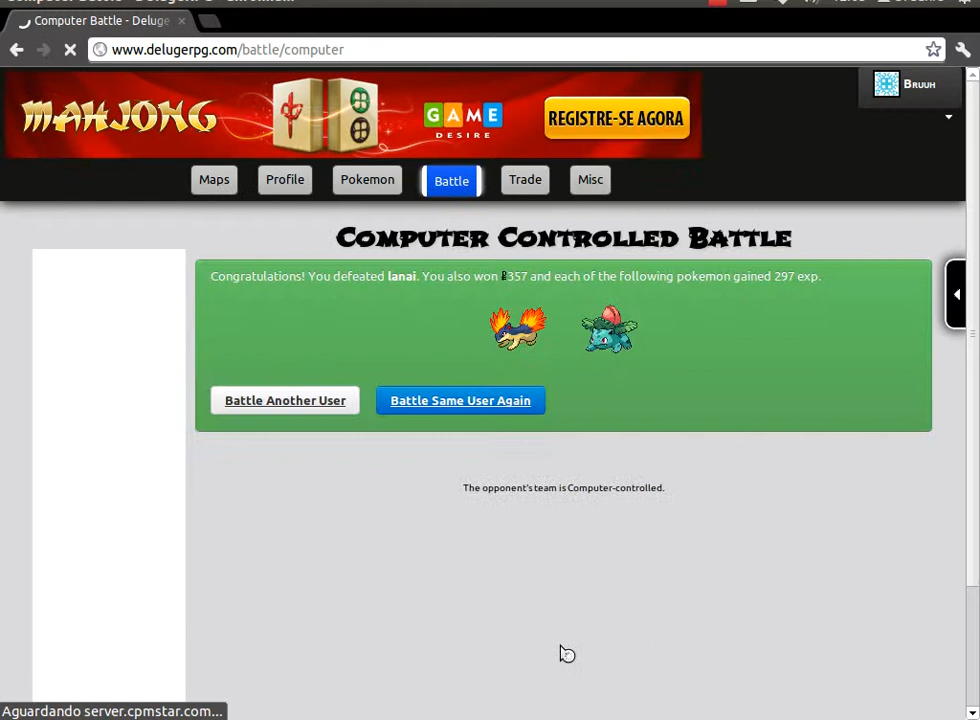 Computer Battle - Deluge
www.delugerpg.com/battle/computer
MAHJONG
GAME
DESIRE
REGISTRE-SE AGORA
BRUUH
Maps
Profile
Pokemon
Battle
Trade
Misc
COMPUTER CONTROLLED BATTLE
Congratulations! You defeated lanai. You also won 357 and each of the following pokemon gained 297 exp.
Battle Another User
Battle Same User Again
The opponent's team is Computer-controlled.
Aguardando server.cpmstar.com...